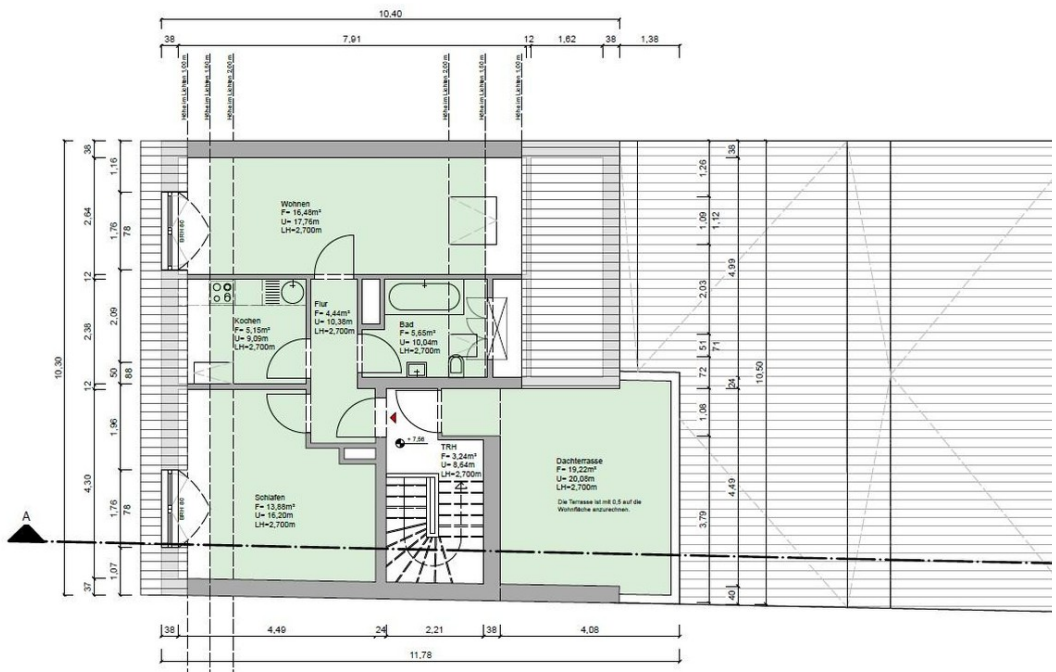 10,40
38
7,91
12
1,62
38
1,38
Höhe im Lichten 1,00 m
Höhe im Lichten 1,50 m
Höhe im Lichten 2,00 m
Höhe im Lichten 2,00 m
Höhe im Lichten 1,50 m
Höhe im Lichten 1,00 m
38
2,64
12
2,38
12
4,30
37
10,30
1,16
1,76
78
2,09
50
88
1,96
1,76
78
1,07
BRH 80
Wohnen
F= 16,48m²
U= 17,76m
LH=2,700m
Kochen
F= 5,15m²
U= 9,09m
LH=2,700m
Flur
F= 4,44m²
U= 10,38m
LH=2,700m
Bad
F= 5,65m²
U= 10,04m
LH=2,700m
+ 7,56
TRH
F= 3,24m²
U= 8,64m
LH=2,700m
Dachterrasse
F= 19,22m²
U= 20,08m
LH=2,700m
Die Terrasse ist mit 0,5 auf die
Wohnfläche anzurechnen.
BRH 80
Schlafen
F= 13,88m²
U= 16,20m
LH=2,700m
A
1,26
1,09
1,12
2,03
51
71
72
1,08
3,79
38
4,99
24
4,49
40
10,50
38
4,49
24
2,21
38
4,08
11,78